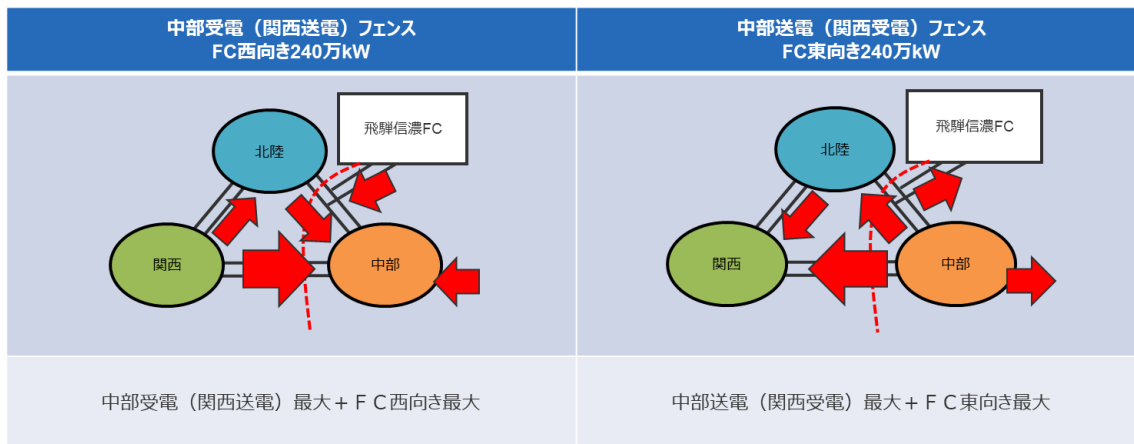 中部受電（関西送電）フェンス
FC西向き240万kW
中部送電（関西受電）フェンス
FC東向き240万kW
飛騨信濃FC
北陸
関西
中部
飛騨信濃FC
北陸
関西
中部
中部受電（関西送電）最大＋ＦＣ西向き最大
中部送電（関西受電）最大＋ＦＣ東向き最大